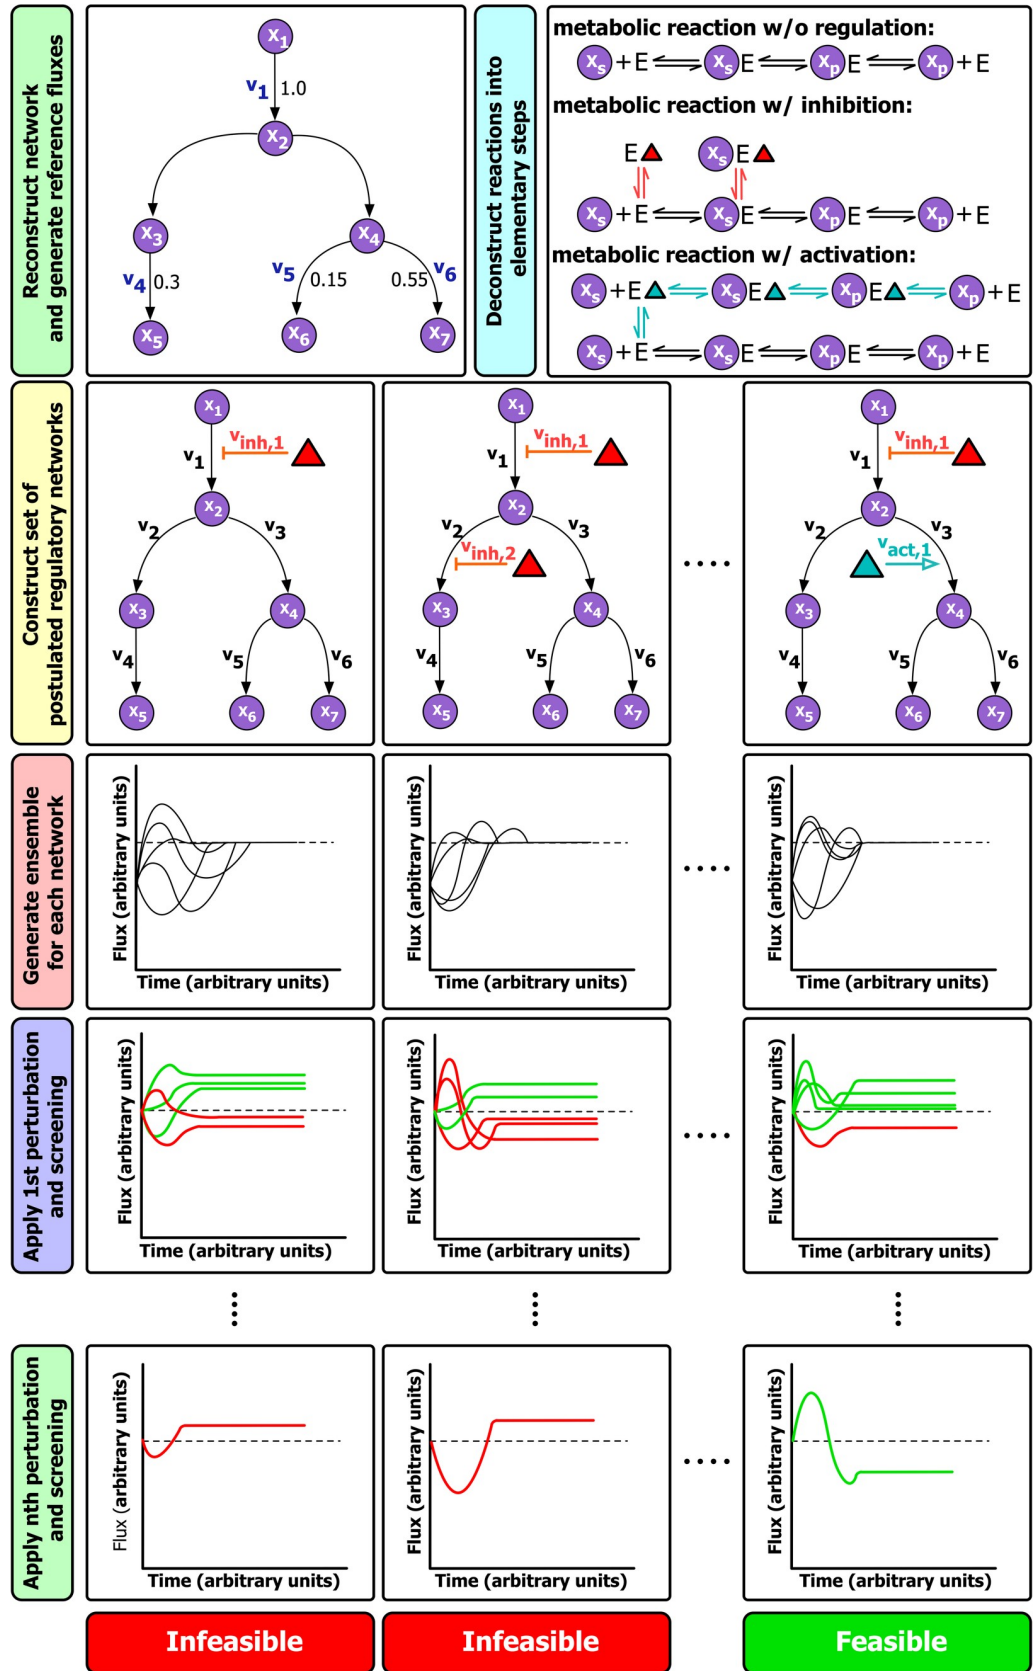 Reconstruct network
and generate reference fluxes
x1
v1 1.0
x2
x3
x4
v4 0.3
v5 0.15
0.55 v6
x5
x6
x7
Deconstruct reactions into
elementary steps
metabolic reaction w/o regulation:
xs + E xs E xp E xp + E
metabolic reaction w/ inhibition:
E xs E
xs + E xs E xp E xp + E
metabolic reaction w/ activation:
xs + E xs E xp E xp + E
xs + E xs E xp E xp + E
Construct set of
postulated regulatory networks
x1
vinh,1
v1
x2
v2 v3
x3 x4
v4 v5 v6
x5 x6 x7
x1
vinh,1
v1
x2
v2 v3
vinh,2
x3 x4
v4 v5 v6
x5 x6 x7
....
x1
vinh,1
v1
x2
v2 v3
vact,1
x3 x4
v4 v5 v6
x5 x6 x7
Generate ensemble
for each network
Flux (arbitrary units)
Time (arbitrary units)
Flux (arbitrary units)
Time (arbitrary units)
....
Flux (arbitrary units)
Time (arbitrary units)
Apply 1st perturbation
and screening
Flux (arbitrary units)
Time (arbitrary units)
Flux (arbitrary units)
Time (arbitrary units)
....
Flux (arbitrary units)
Time (arbitrary units)
.... .... ....
Apply nth perturbation
and screening
Flux (arbitrary units)
Time (arbitrary units)
Flux (arbitrary units)
Time (arbitrary units)
....
Flux (arbitrary units)
Time (arbitrary units)
Infeasible
Infeasible
Feasible